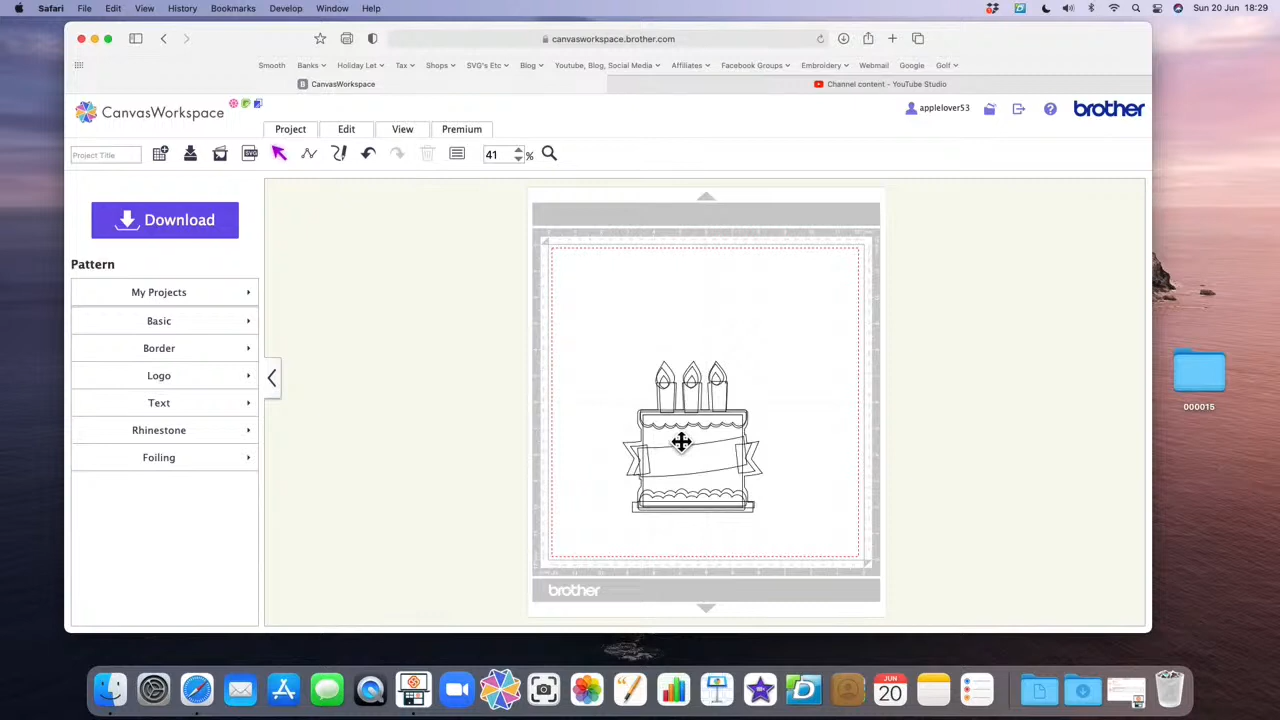 Safari File Edit View History Bookmarks Develop Window Help Sun 20 Jun 18:29
canvasworkspace.brother.com
Smooth Banks Holiday Let Tax Shops SVG's Etc Blog Youtube, Blog, Social Media Affiliates Facebook Groups Embroidery Webmail Google Golf
CanvasWorkspace Channel content - YouTube Studio
CanvasWorkspace applelover53 brother
Project Edit View Premium
Project Title SVG 41 %
Download
Pattern
My Projects
Basic
Border
Logo
Text
Rhinestone
Foiling
brother
000015
JUN
20